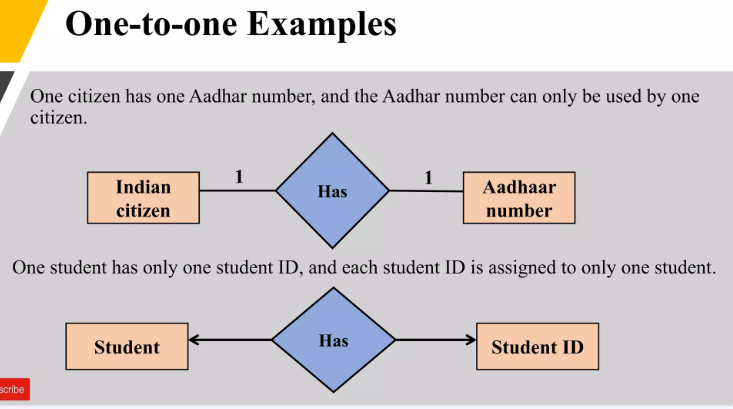 One-to-one Examples
One citizen has one Aadhar number, and the Aadhar number can only be used by one
citizen.
1
1
Indian
citizen
Has
Aadhaar
number
One student has only one student ID, and each student ID is assigned to only one student.
Student
Has
Student ID
scribe